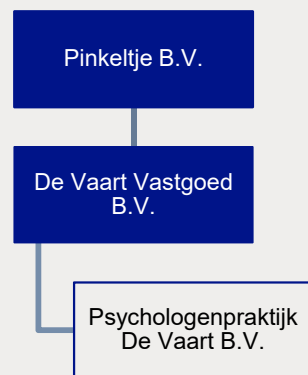 Pinkeltje B.V.
De Vaart Vastgoed
B.V.
Psychologenpraktijk
De Vaart B.V.